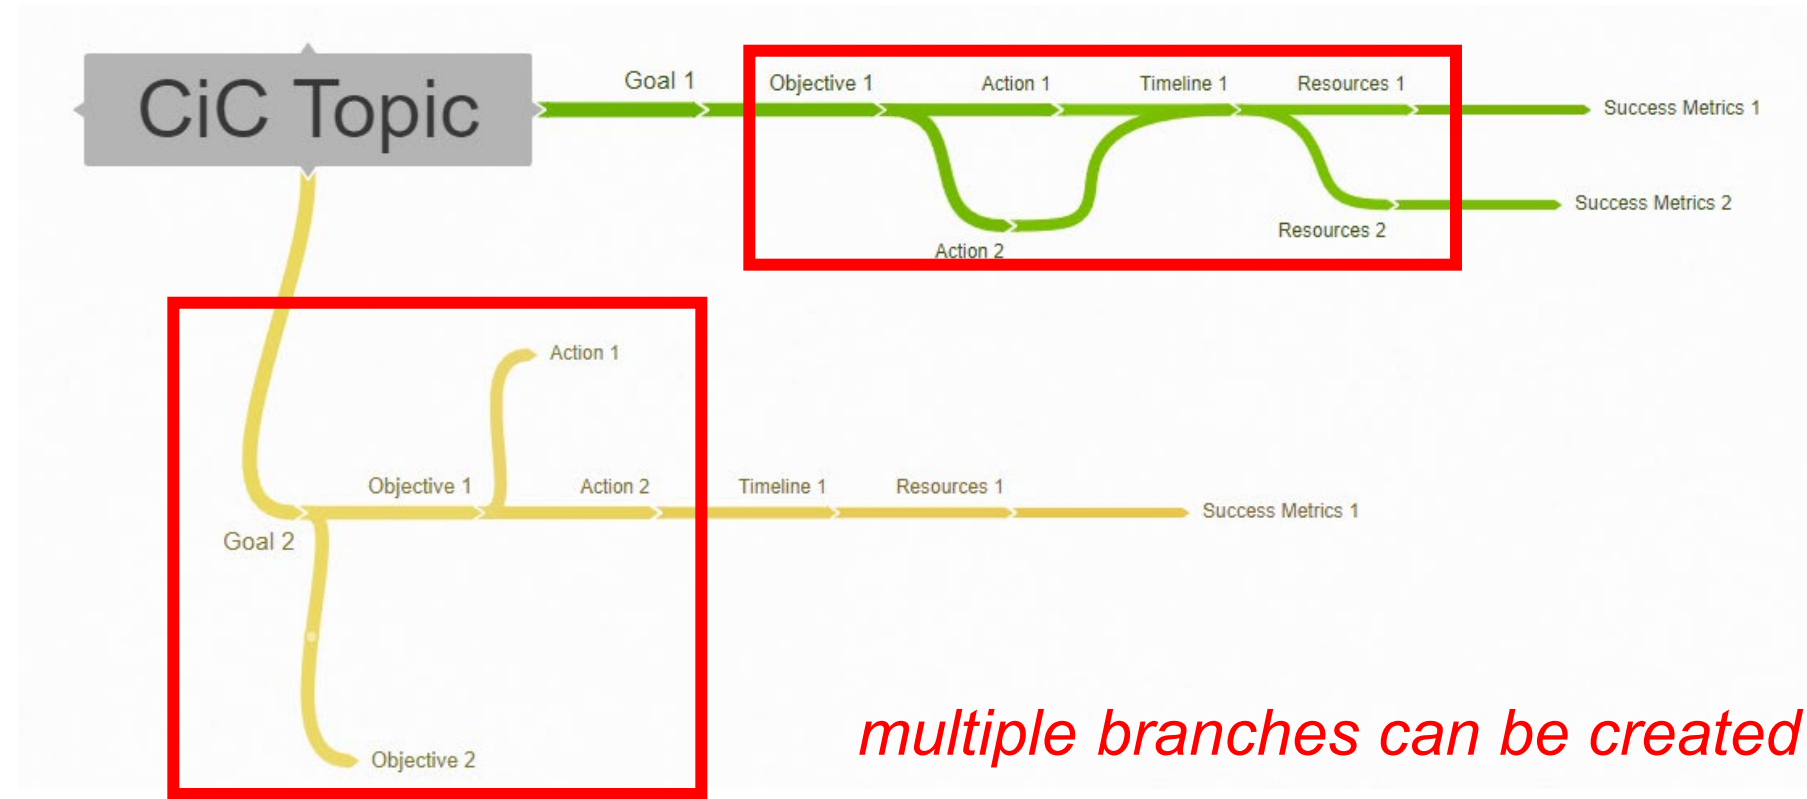 CiC Topic
Goal 1
Objective 1
Action 1
Timeline 1
Resources 1
Success Metrics 1
Action 2
Resources 2
Success Metrics 2
Action 1
Goal 2
Objective 1
Action 2
Timeline 1
Resources 1
Success Metrics 1
Objective 2
multiple branches can be created